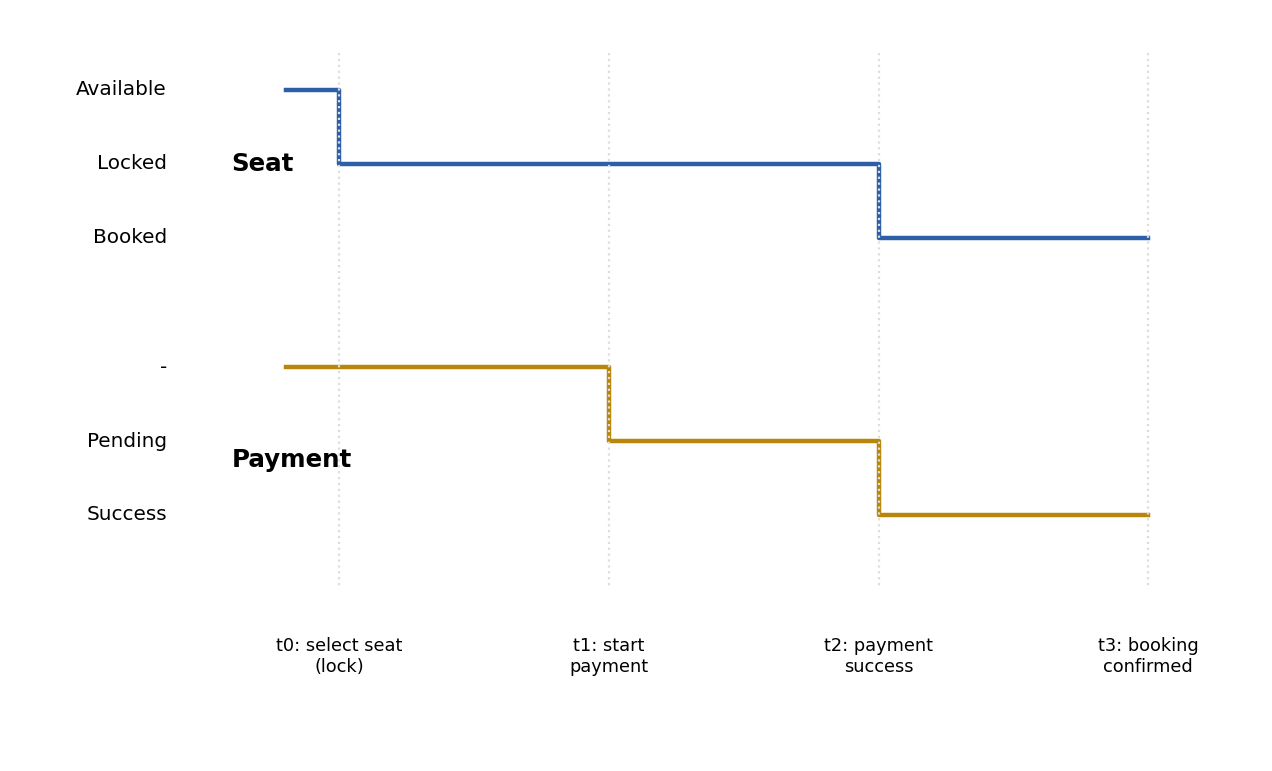 Available
Locked
Seat
Booked
-
Pending
Payment
Success
t0: select seat
(lock)
t1: start
payment
t2: payment
success
t3: booking
confirmed